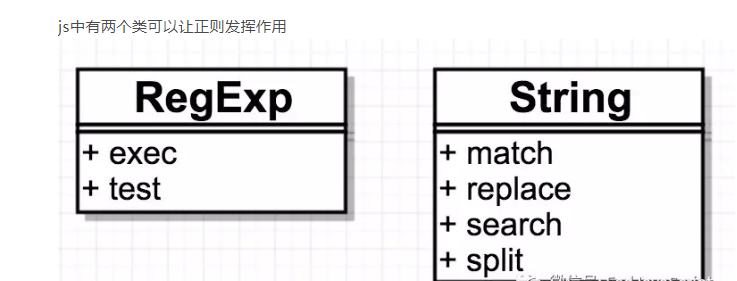 js中有两个类可以让正则发挥作用
RegExp
+ exec
+ test
String
+ match
+ replace
+ search
+ split